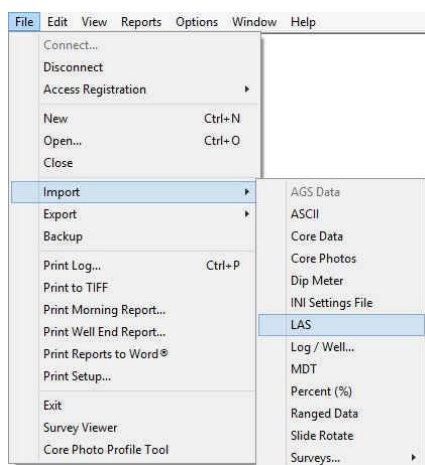 File Edit View Reports Options Window Help
Connect...
Disconnect
Access Registration
New Ctrl+N
Open... Ctrl+O
Close
Import
Export
Backup
Print Log... Ctrl+P
Print to TIFF
Print Morning Report...
Print Well End Report...
Print Reports to Word®
Print Setup...
Exit
Survey Viewer
Core Photo Profile Tool
AGS Data
ASCII
Core Data
Core Photos
Dip Meter
INI Settings File
LAS
Log / Well...
MDT
Percent (%)
Ranged Data
Slide Rotate
Surveys...